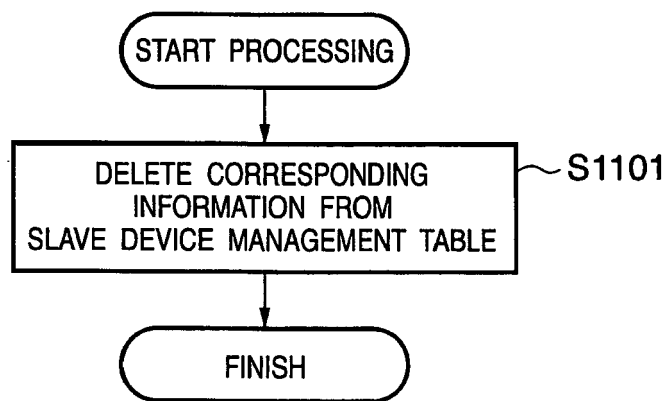 START PROCESSING
DELETE CORRESPONDING
INFORMATION FROM
SLAVE DEVICE MANAGEMENT TABLE
S1101
FINISH